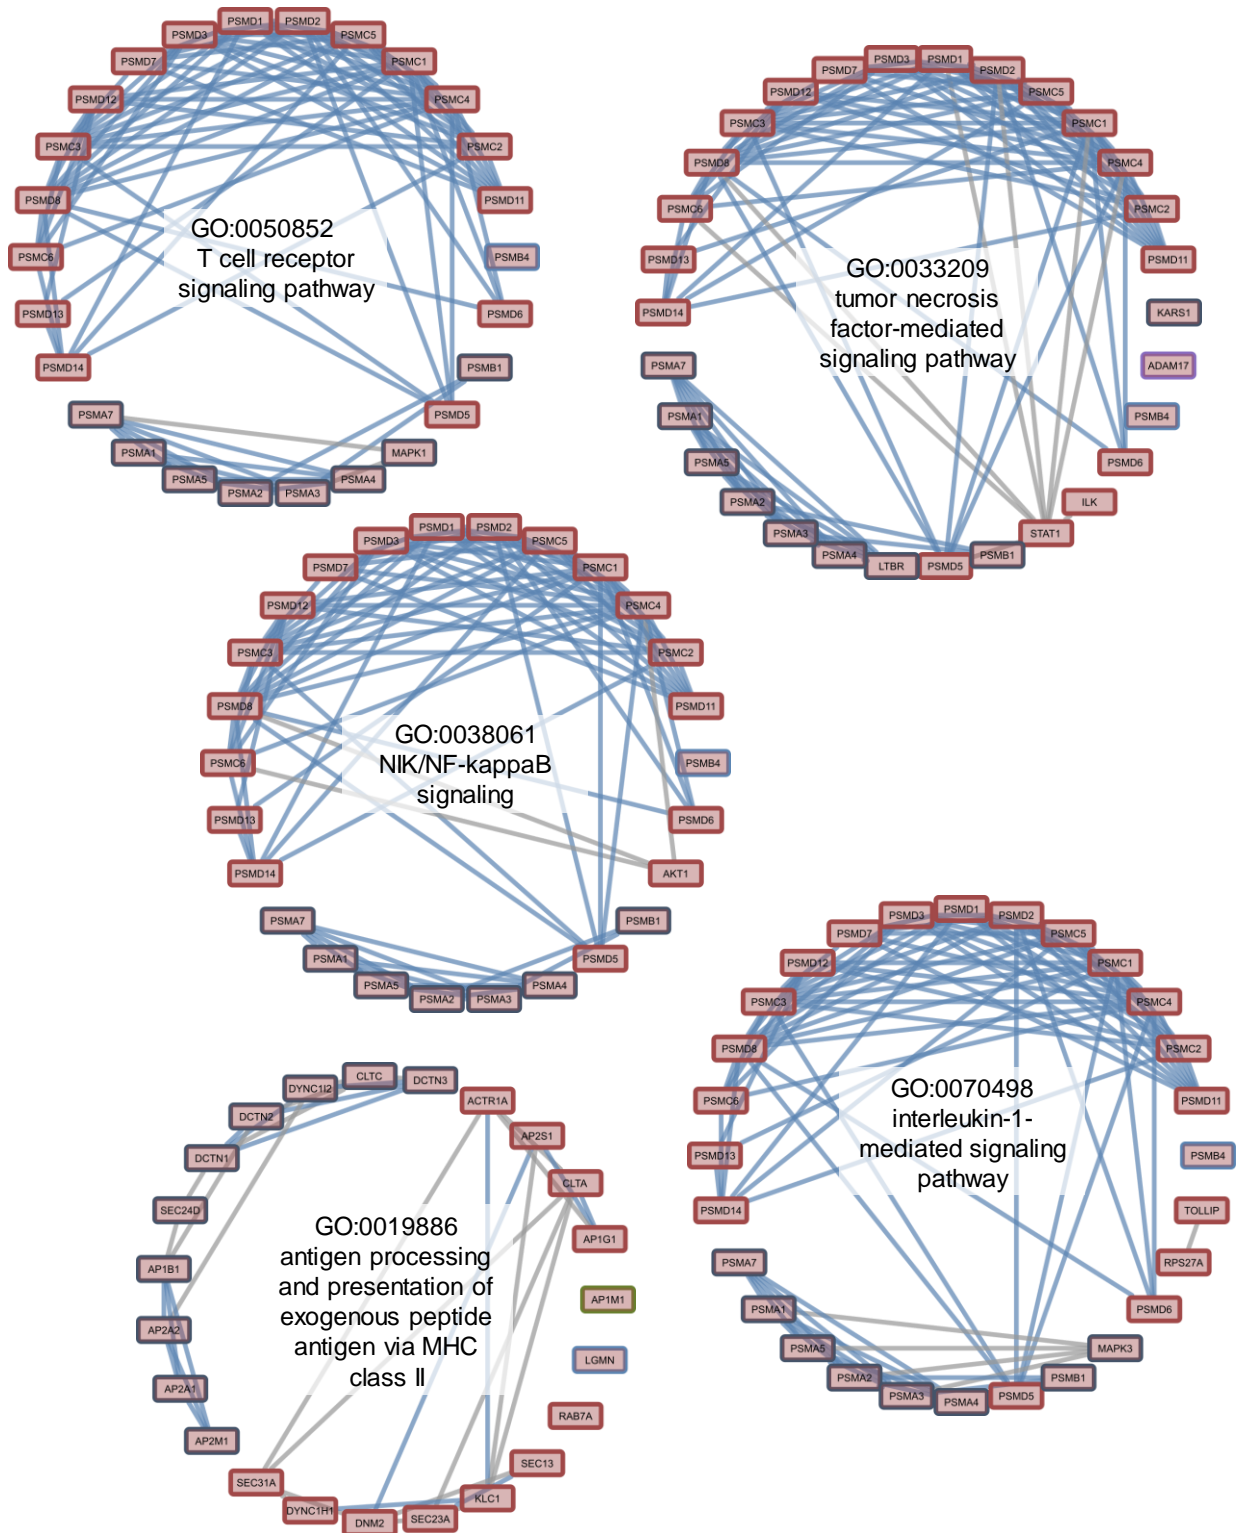 PSMD1
PSMD2
PSMD3
PSMC5
PSMD7
PSMC1
PSMD12
PSMC4
PSMC3
PSMC2
PSMD8
PSMD11
PSMC6
PSMB4
PSMD13
PSMD6
PSMD14
PSMB1
PSMA7
PSMD5
PSMA1
MAPK1
PSMA5
PSMA4
PSMA2
PSMA3
GO:0050852
T cell receptor
signaling pathway
PSMD3
PSMD1
PSMD7
PSMD2
PSMD12
PSMC5
PSMC3
PSMC1
PSMD8
PSMC4
PSMC6
PSMC2
PSMD13
PSMD11
PSMD14
KARS1
PSMA7
ADAM17
PSMA1
PSMB4
PSMA5
PSMD6
PSMA2
ILK
PSMA3
STAT1
PSMA4
PSMB1
LTBR
PSMD5
GO:0033209
tumor necrosis
factor-mediated
signaling pathway
PSMD1
PSMD2
PSMD3
PSMC5
PSMD7
PSMC1
PSMD12
PSMC4
PSMC3
PSMC2
PSMD8
PSMD11
PSMC6
PSMB4
PSMD13
PSMD6
PSMD14
AKT1
PSMA7
PSMB1
PSMA1
PSMD5
PSMA5
PSMA4
PSMA2
PSMA3
GO:0038061
NIK/NF-kappaB
signaling
PSMD3
PSMD1
PSMD2
PSMD7
PSMC5
PSMD12
PSMC1
PSMC3
PSMC4
PSMD8
PSMC2
PSMC6
PSMD11
PSMD13
PSMB4
PSMD14
TOLLIP
PSMA7
RPS27A
PSMA1
PSMD6
PSMA5
MAPK3
PSMA2
PSMB1
PSMA3
PSMA4
PSMD5
GO:0070498
interleukin-1-
mediated signaling
pathway
CLTC
DCTN3
DYNC1I2
ACTR1A
DCTN2
AP2S1
DCTN1
CLTA
SEC24D
AP1G1
AP1B1
AP1M1
AP2A2
LGMN
AP2A1
RAB7A
AP2M1
SEC13
SEC31A
KLC1
DYNC1H1
DNM2
SEC23A
GO:0019886
antigen processing
and presentation of
exogenous peptide
antigen via MHC
class II